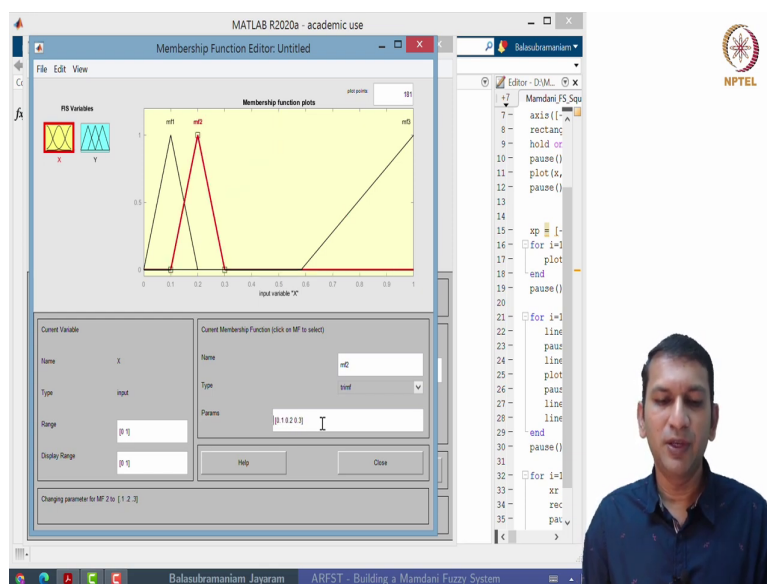 MATLAB R2020a - academic use
Membership Function Editor: Untitled
Balasubramaniam
File Edit View
FIS Variables
X
Y
plot points:
181
Membership function plots
mf1
mf2
mf3
1
0.5
0
0 0.1 0.2 0.3 0.4 0.5 0.6 0.7 0.8 0.9 1
input variable "X"
Current Variable
Name
X
Type
input
Range
[0 1]
Display Range
[0 1]
Current Membership Function (click on MF to select)
Name
mf2
Type
trimf
Params
[0.1 0.2 0.3]
Help
Close
Changing parameter for MF 2 to [.1 .2 .3]
fx
Editor - D:\M...
+7 Mamdani_FS_Squ
7 - axis([-
8 - rectang
9 - hold on
10 - pause()
11 - plot(x,
12 - pause()
13
14
15 - xp = [-
16 - for i=1
17 - plot
18 - end
19 - pause()
20
21 - for i=1
22 - line
23 - paus
24 - line
25 - plot
26 - paus
27 - line
28 - line
29 - end
30 - pause()
31
32 - for i=1
33 - xr
34 - rec
35 - pau
NPTEL
Balasubramaniam Jayaram
ARFST - Building a Mamdani Fuzzy System